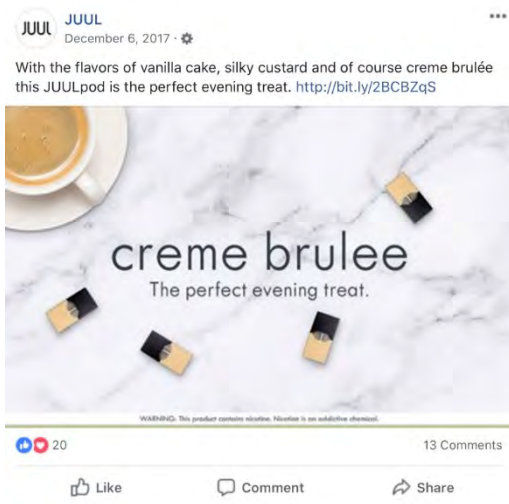 JUUL
JUUL
December 6, 2017 ·
With the flavors of vanilla cake, silky custard and of course creme brulée
this JUULpod is the perfect evening treat. http://bit.ly/2BCBZqS
creme brulee
The perfect evening treat.
WARNING: This product contains nicotine. Nicotine is an addictive chemical.
20
13 Comments
Like
Comment
Share